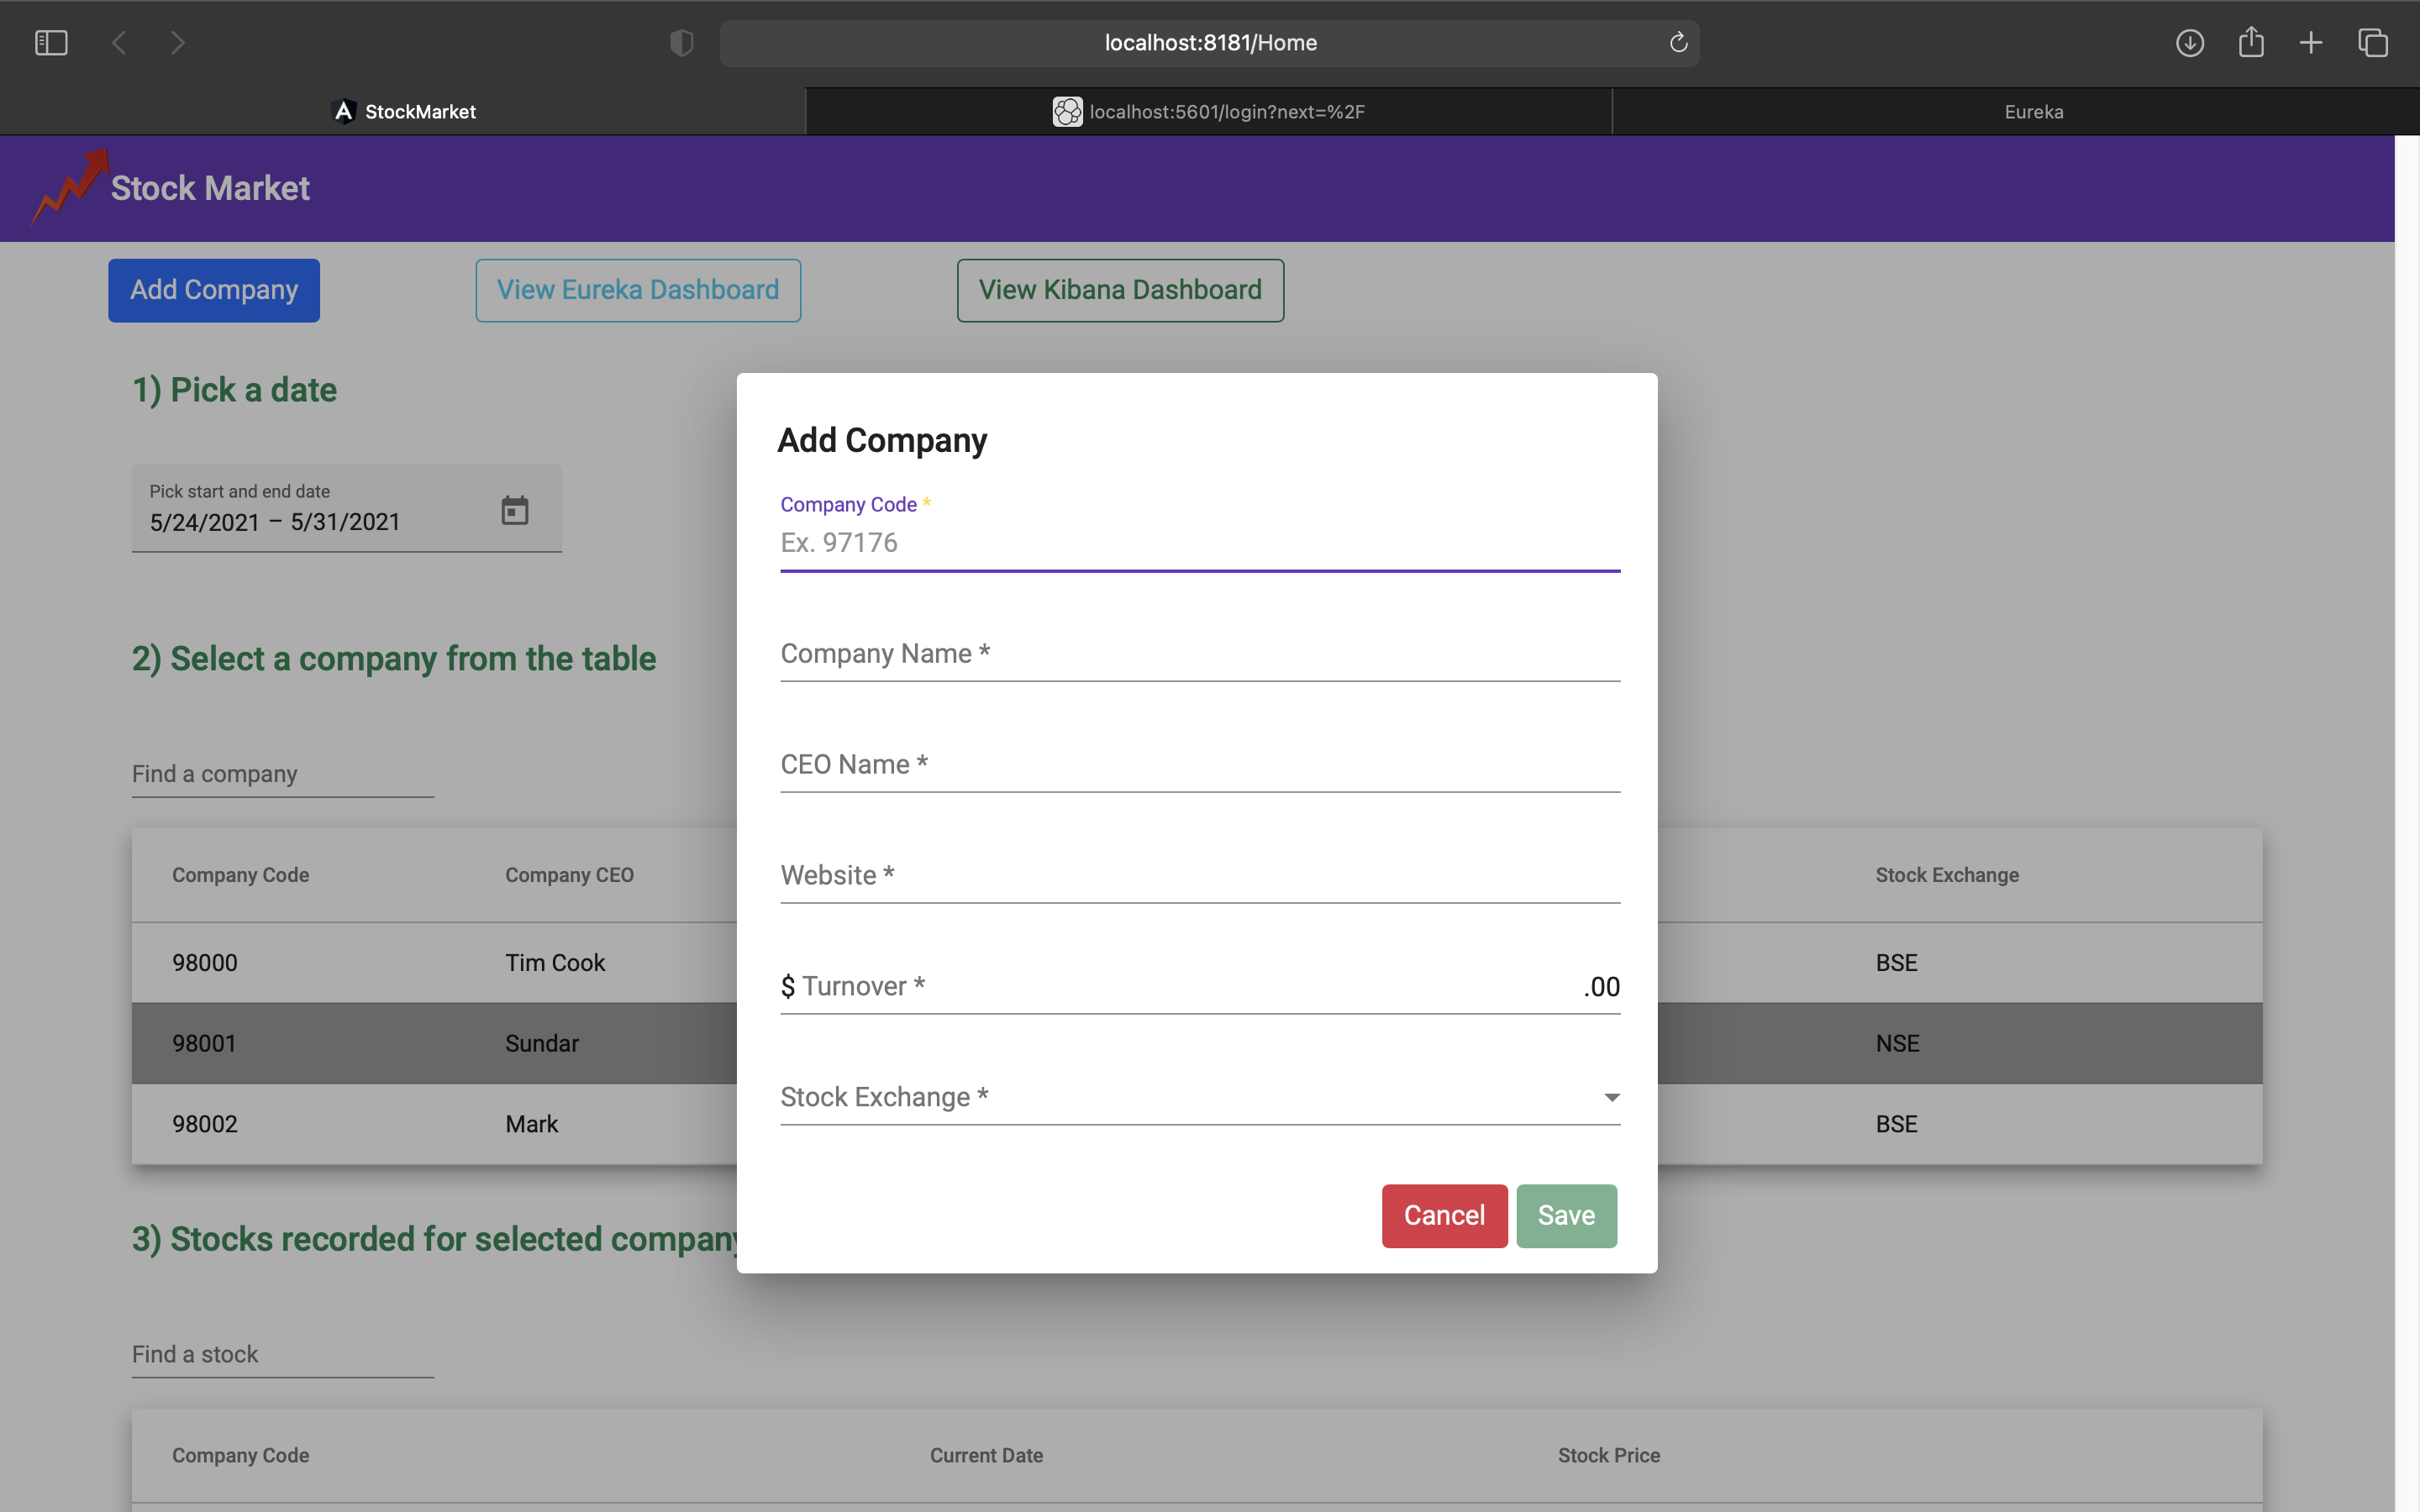 localhost:8181/Home
StockMarket
localhost:5601/login?next=%2F
Eureka
Stock Market
Add Company
View Eureka Dashboard
View Kibana Dashboard
1) Pick a date
Pick start and end date
5/24/2021 – 5/31/2021
2) Select a company from the table
Find a company
Company Code Company CEO Stock Exchange
98000 Tim Cook BSE
98001 Sundar NSE
98002 Mark BSE
3) Stocks recorded for selected company
Find a stock
Company Code Current Date Stock Price
Add Company
Company Code *
Ex. 97176
Company Name *
CEO Name *
Website *
$ Turnover * .00
Stock Exchange *
Cancel
Save